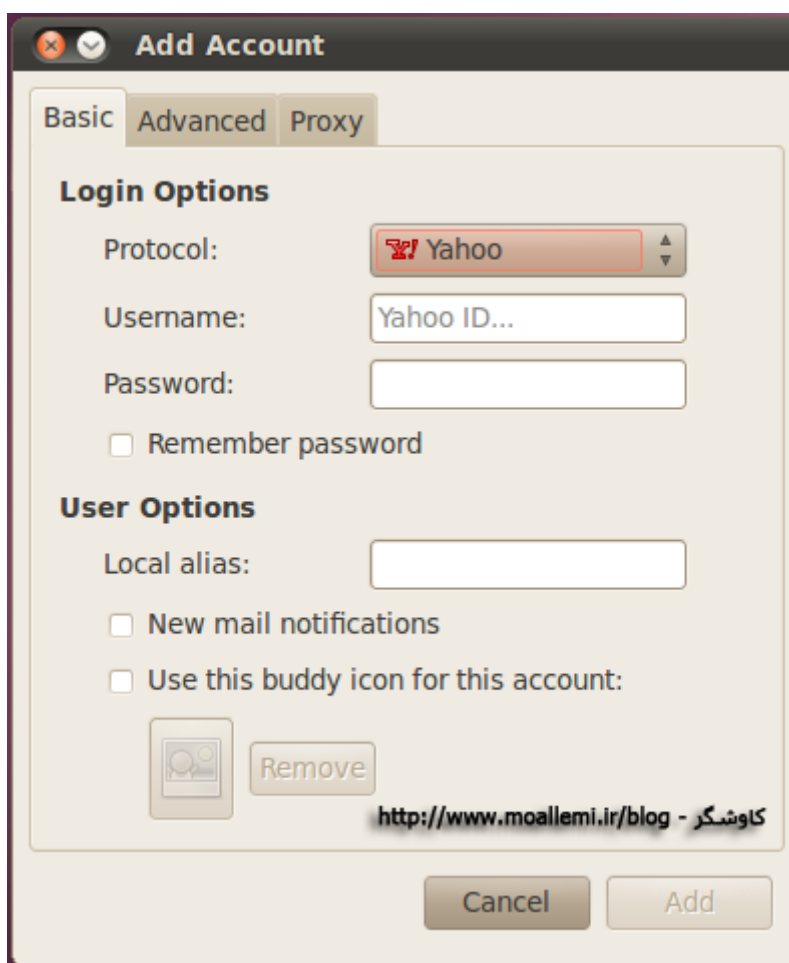 Add Account
Basic Advanced Proxy
Login Options
Protocol: Yahoo
Username: Yahoo ID...
Password:
Remember password
User Options
Local alias:
New mail notifications
Use this buddy icon for this account:
Remove
کاوشگر - http://www.moallemi.ir/blog
Cancel Add